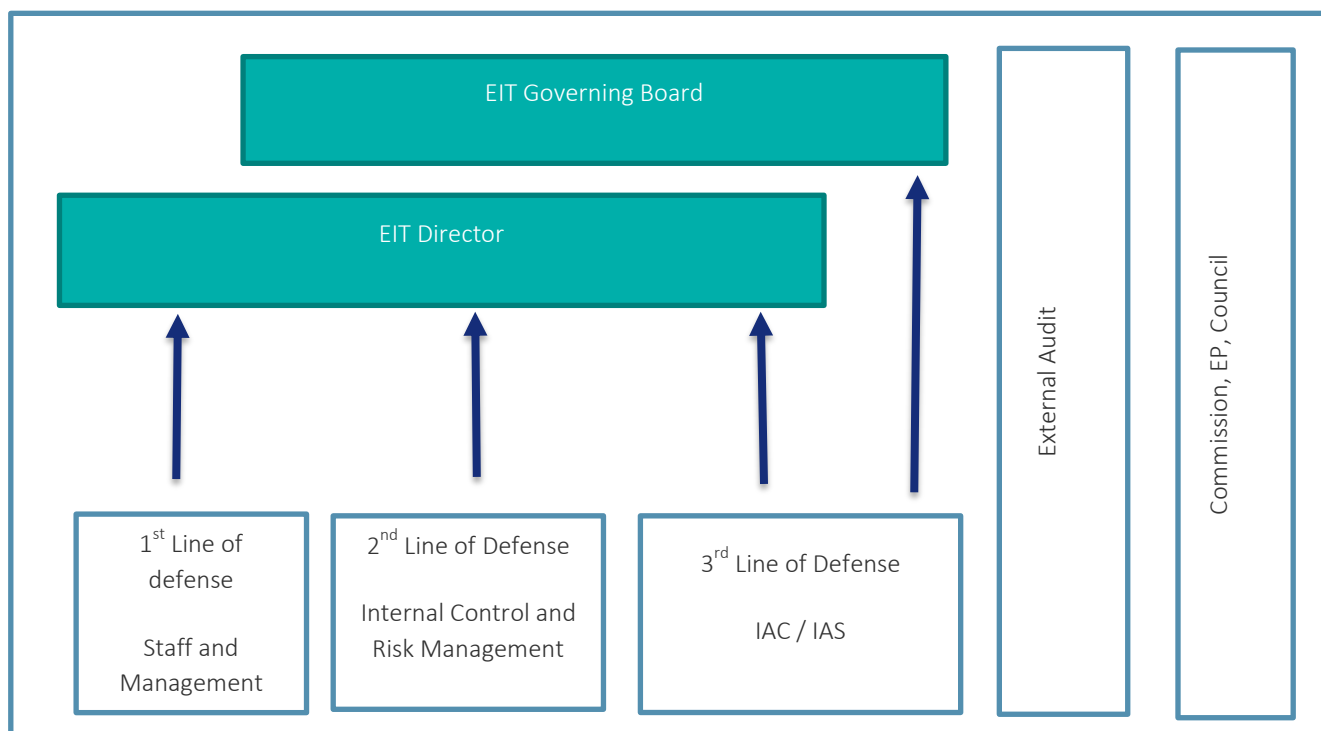 EIT Governing Board
EIT Director
1st Line of
defense
Staff and
Management
2nd Line of Defense
Internal Control and
Risk Management
3rd Line of Defense
IAC / IAS
External Audit
Commission, EP, Council